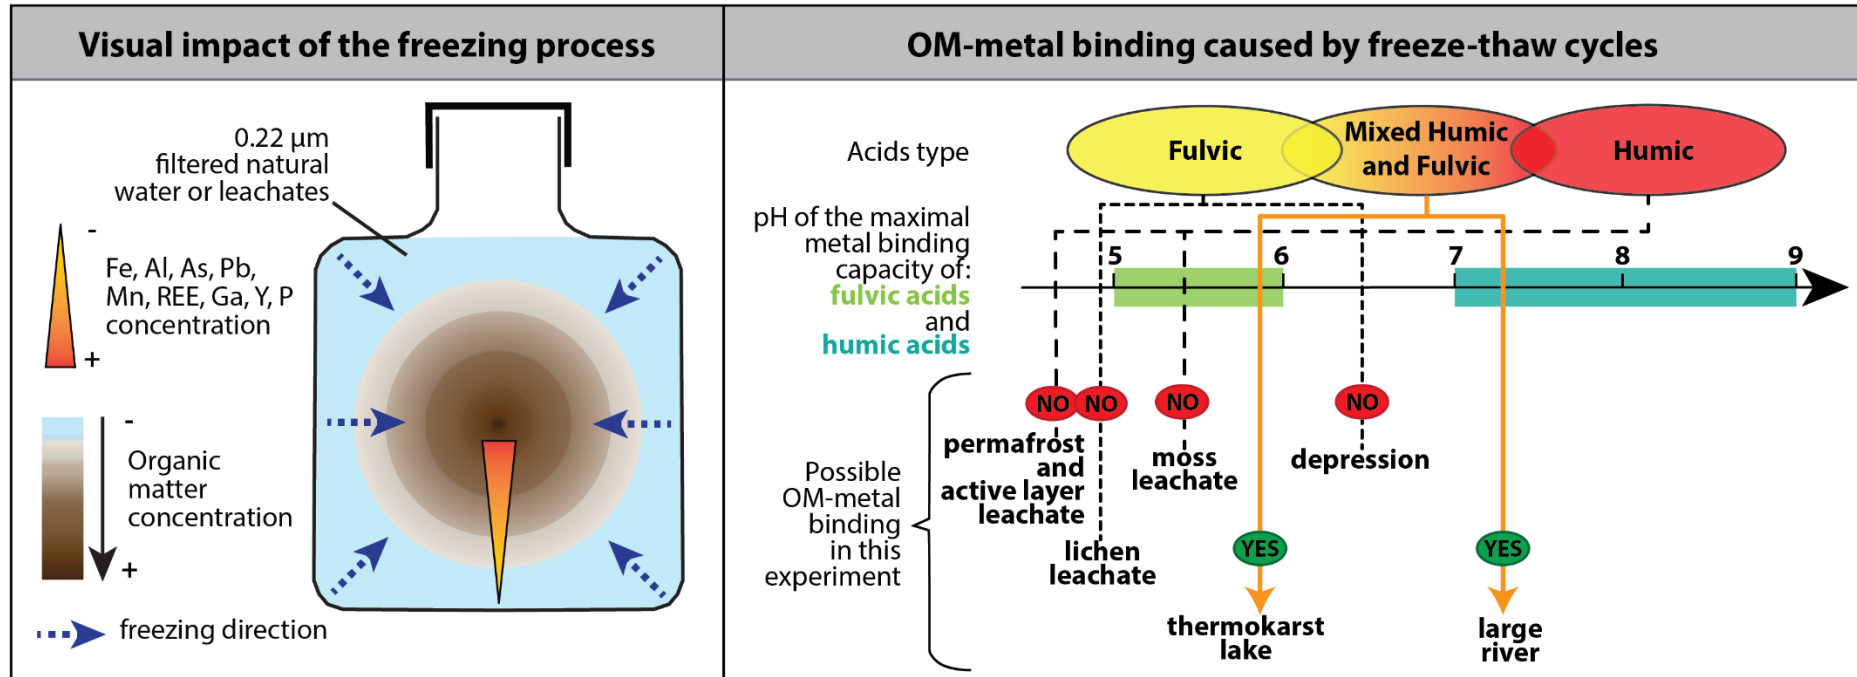 Visual impact of the freezing process
0.22 µm
filtered natural
water or leachates
-
Fe, Al, As, Pb,
Mn, REE, Ga, Y, P
concentration
+
-
Organic
matter
concentration
+
freezing direction
OM-metal binding caused by freeze-thaw cycles
Acids type
Fulvic
Mixed Humic
and Fulvic
Humic
pH of the maximal
metal binding
capacity of:
fulvic acids
and
humic acids
5
6
7
8
9
Possible
OM-metal
binding
in this
experiment
NO
NO
NO
NO
permafrost
and
active layer
leachate
lichen
leachate
moss
leachate
depression
YES
YES
thermokarst
lake
large
river